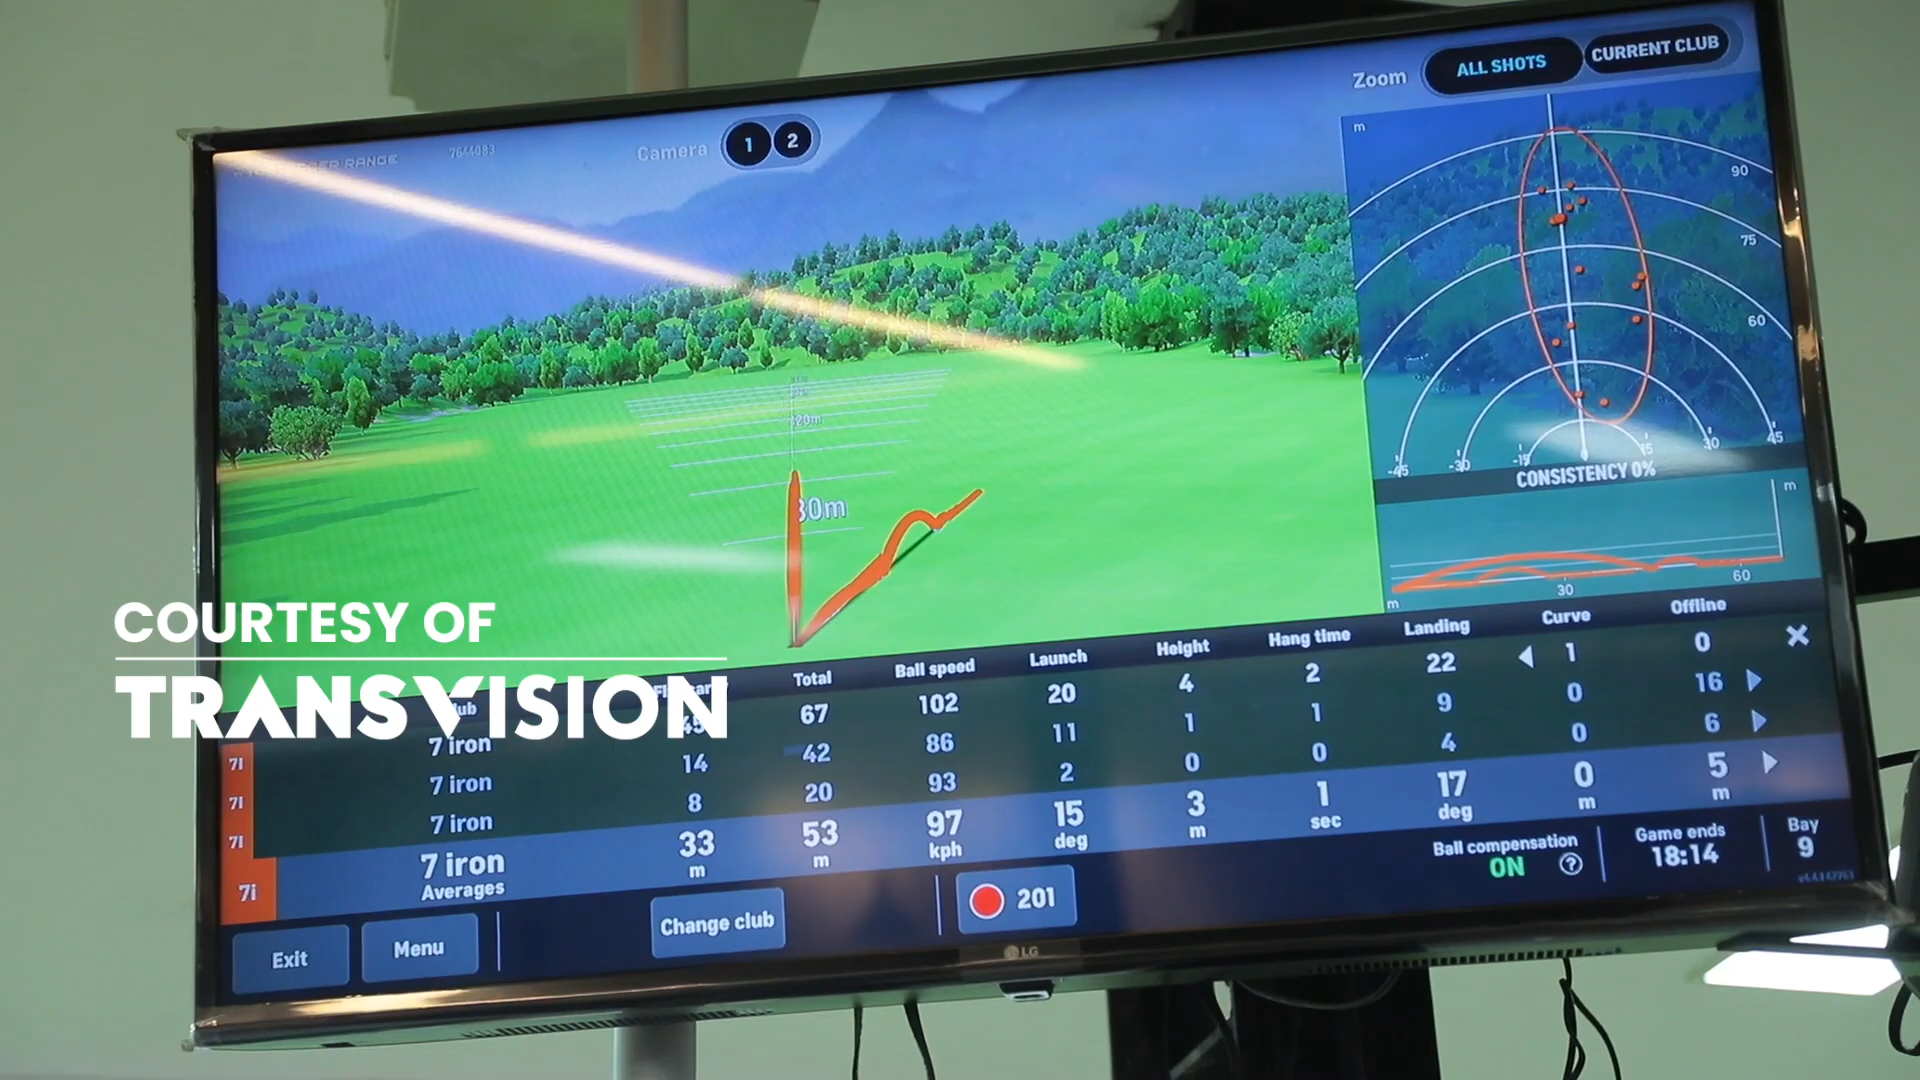 Zoom ALL SHOTS CURRENT CLUB
7644083
Camera 1 2
m
90
75
60
120m
30m
-45 -30 -15 15 30 45
CONSISTENCY 0%
m
m 30 60
COURTESY OF
TRANSVISION
Total Ball speed Launch Height Hang time Landing Curve Offline
7I 7 iron 45 67 102 20 4 2 22 1 0
7I 7 iron 14 42 86 11 1 1 9 0 16
7I 7 iron 8 20 93 2 0 0 4 0 6
7i 7 iron 33 53 97 15 3 1 17 0 5
Averages m m kph deg m sec deg m m
Ball compensation Game ends Bay
ON ? 18:14 9
Exit Menu Change club 201
LG